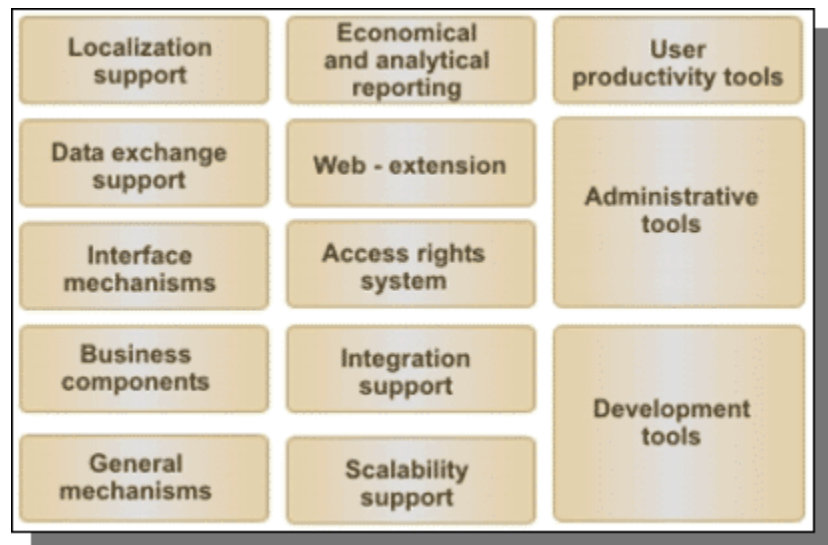 Localization
support
Economical
and analytical
reporting
User
productivity tools
Data exchange
support
Web - extension
Administrative
tools
Interface
mechanisms
Access rights
system
Business
components
Integration
support
Development
tools
General
mechanisms
Scalability
support